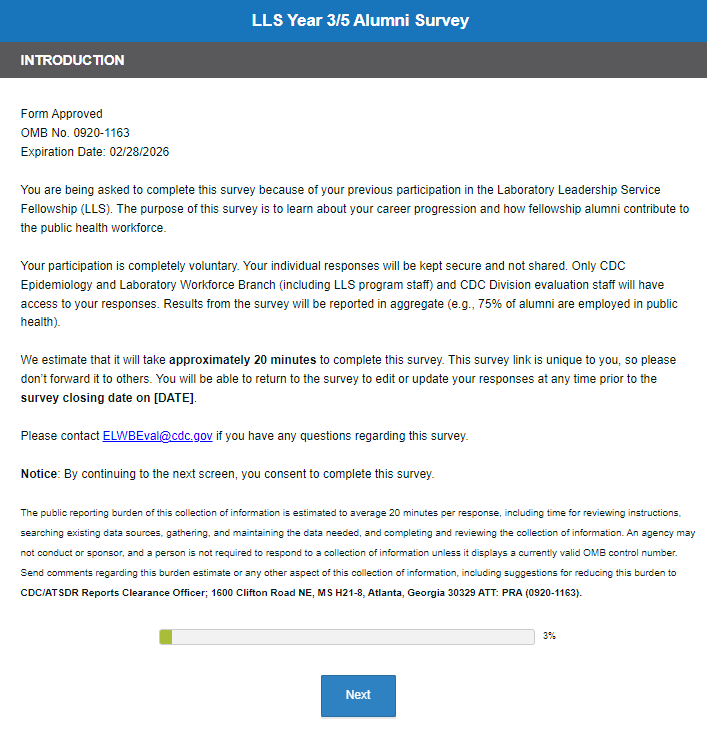 LLS Year 3/5 Alumni Survey
INTRODUCTION
Form Approved
OMB No. 0920-1163
Expiration Date: 02/28/2026
You are being asked to complete this survey because of your previous participation in the Laboratory Leadership Service
Fellowship (LLS). The purpose of this survey is to learn about your career progression and how fellowship alumni contribute to
the public health workforce.
Your participation is completely voluntary. Your individual responses will be kept secure and not shared. Only CDC
Epidemiology and Laboratory Workforce Branch (including LLS program staff) and CDC Division evaluation staff will have
access to your responses. Results from the survey will be reported in aggregate (e.g., 75% of alumni are employed in public
health).
We estimate that it will take approximately 20 minutes to complete this survey. This survey link is unique to you, so please
don't forward it to others. You will be able to return to the survey to edit or update your responses at any time prior to the
survey closing date on [DATE].
Please contact ELWBEval@cdc.gov if you have any questions regarding this survey.
Notice: By continuing to the next screen, you consent to complete this survey.
The public reporting burden of this collection of information is estimated to average 20 minutes per response, including time for reviewing instructions,
searching existing data sources, gathering, and maintaining the data needed, and completing and reviewing the collection of information. An agency may
not conduct or sponsor, and a person is not required to respond to a collection of information unless it displays a currently valid OMB control number.
Send comments regarding this burden estimate or any other aspect of this collection of information, including suggestions for reducing this burden to
CDC/ATSDR Reports Clearance Officer; 1600 Clifton Road NE, MS H21-8, Atlanta, Georgia 30329 ATT: PRA (0920-1163).
3%
Next